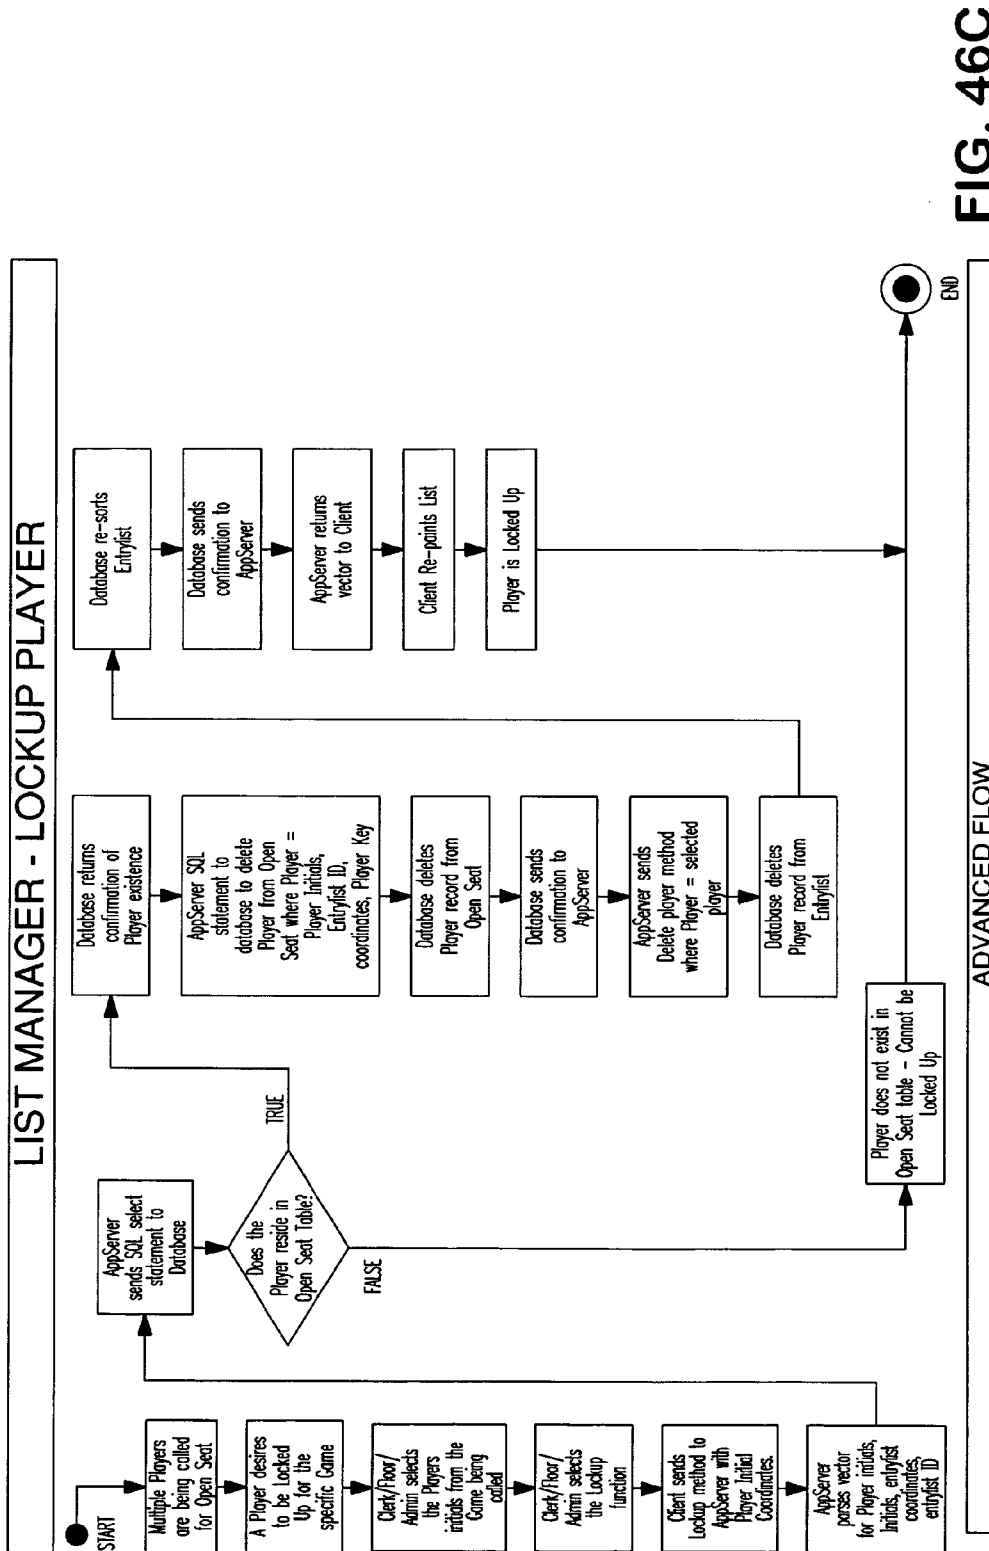 LIST MANAGER - LOCKUP PLAYER
START
Multiple Players
are being called
for Open Seat
A Player desires
to be Locked
Up for the
specific Game
Clerk/Floor/
Admin selects
the Players
initials from the
Game being
called
Clerk/Floor/
Admin selects
the Lockup
function
Client sends
Lockup method to
AppServer with
Player Initial
Coordinates.
AppServer
parses vector
for Player initials,
Initials, entrylist
coordinates,
entrylist ID
AppServer
sends SQL select
statement to
Database
Does the
Player reside in
Open Seat Table?
TRUE
FALSE
Database returns
confirmation of
Player existence
AppServer SQL
statement to
database to delete
Player from Open
Seat where Player =
Player Initials,
Entrylist ID,
coordinates, Player Key
Database deletes
Player record from
Open Seat
Database sends
confirmation to
AppServer
AppServer sends
Delete player method
where Player = selected
player
Database deletes
Player record from
Entrylist
Player does not exist in
Open Seat table - Cannot be
Locked Up
Database re-sorts
Entrylist
Database sends
confirmation to
AppServer
AppServer returns
vector to Client
Client Re-paints List
Player is Locked Up
END
ADVANCED FLOW
FIG. 46C